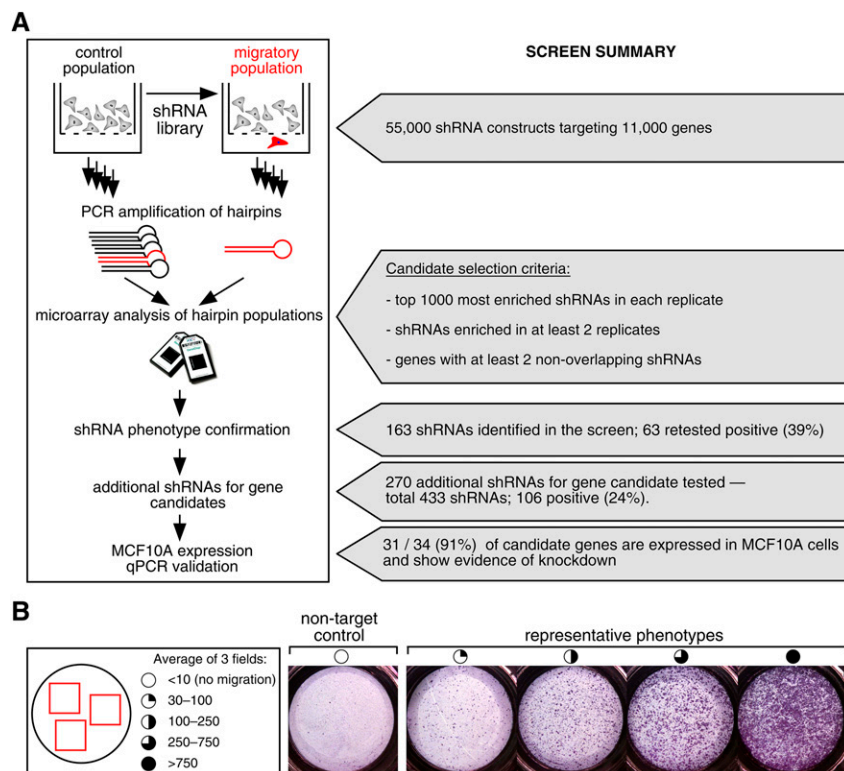 A
control
population
migratory
population
SCREEN SUMMARY
shRNA
library
55,000 shRNA constructs targeting 11,000 genes
PCR amplification of hairpins
Candidate selection criteria:
- top 1000 most enriched shRNAs in each replicate
microarray analysis of hairpin populations
- shRNAs enriched in at least 2 replicates
- genes with at least 2 non-overlapping shRNAs
shRNA phenotype confirmation
163 shRNAs identified in the screen; 63 retested positive (39%)
additional shRNAs for gene
candidates
270 additional shRNAs for gene candidate tested —
total 433 shRNAs; 106 positive (24%).
MCF10A expression
qPCR validation
31 / 34 (91%) of candidate genes are expressed in MCF10A cells
and show evidence of knockdown
B
Average of 3 fields:
<10 (no migration)
30–100
100–250
250–750
>750
non-target
control
representative phenotypes